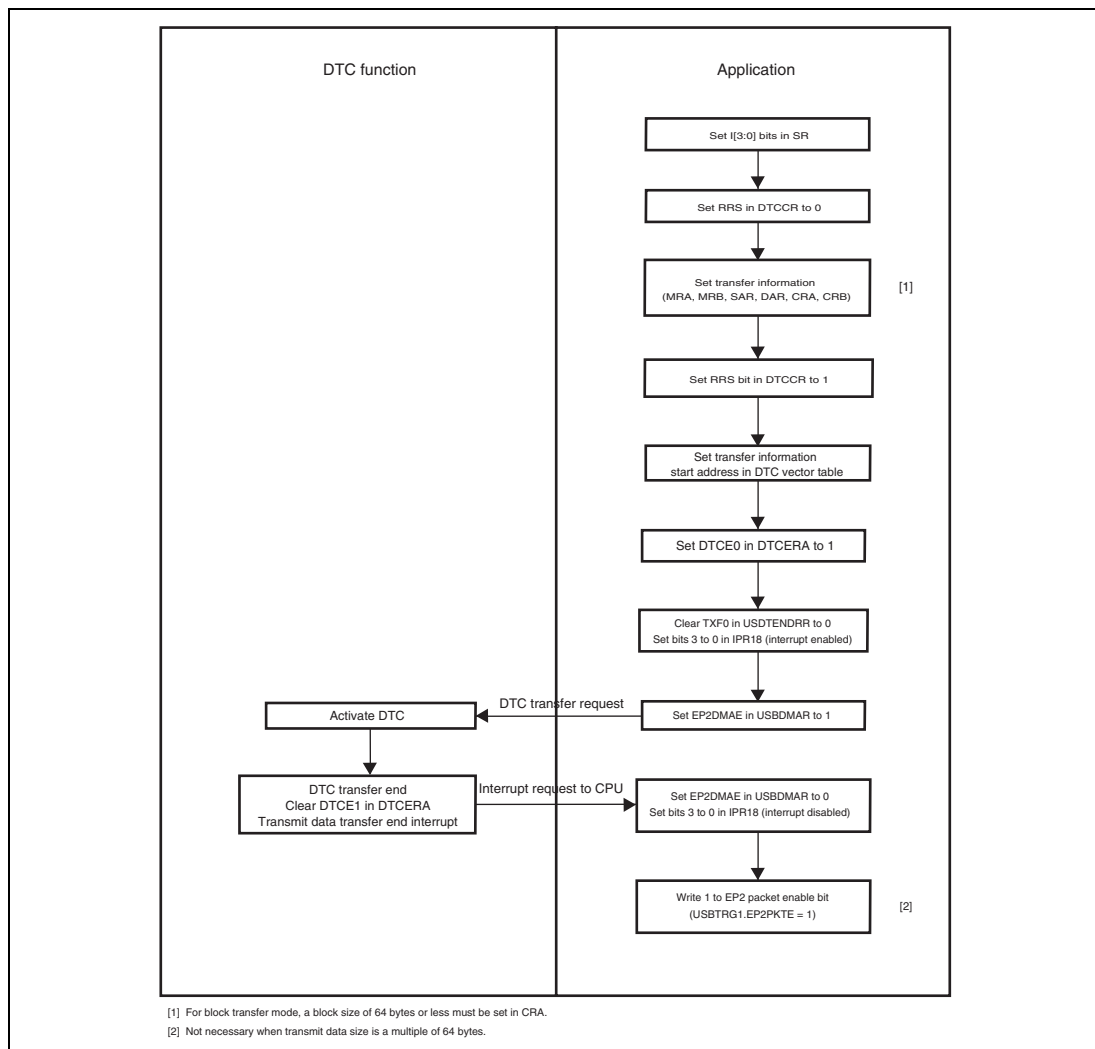 DTC function
Application
Set I[3:0] bits in SR
Set RRS in DTCCR to 0
Set transfer information
(MRA, MRB, SAR, DAR, CRA, CRB)
[1]
Set RRS bit in DTCCR to 1
Set transfer information
start address in DTC vector table
Set DTCE0 in DTCERA to 1
Clear TXF0 in USDTENDRR to 0
Set bits 3 to 0 in IPR18 (interrupt enabled)
DTC transfer request
Activate DTC
Set EP2DMAE in USBDMAR to 1
DTC transfer end
Clear DTCE1 in DTCERA
Transmit data transfer end interrupt
Interrupt request to CPU
Set EP2DMAE in USBDMAR to 0
Set bits 3 to 0 in IPR18 (interrupt disabled)
Write 1 to EP2 packet enable bit
(USBTRG1.EP2PKTE = 1)
[2]
[1] For block transfer mode, a block size of 64 bytes or less must be set in CRA.
[2] Not necessary when transmit data size is a multiple of 64 bytes.